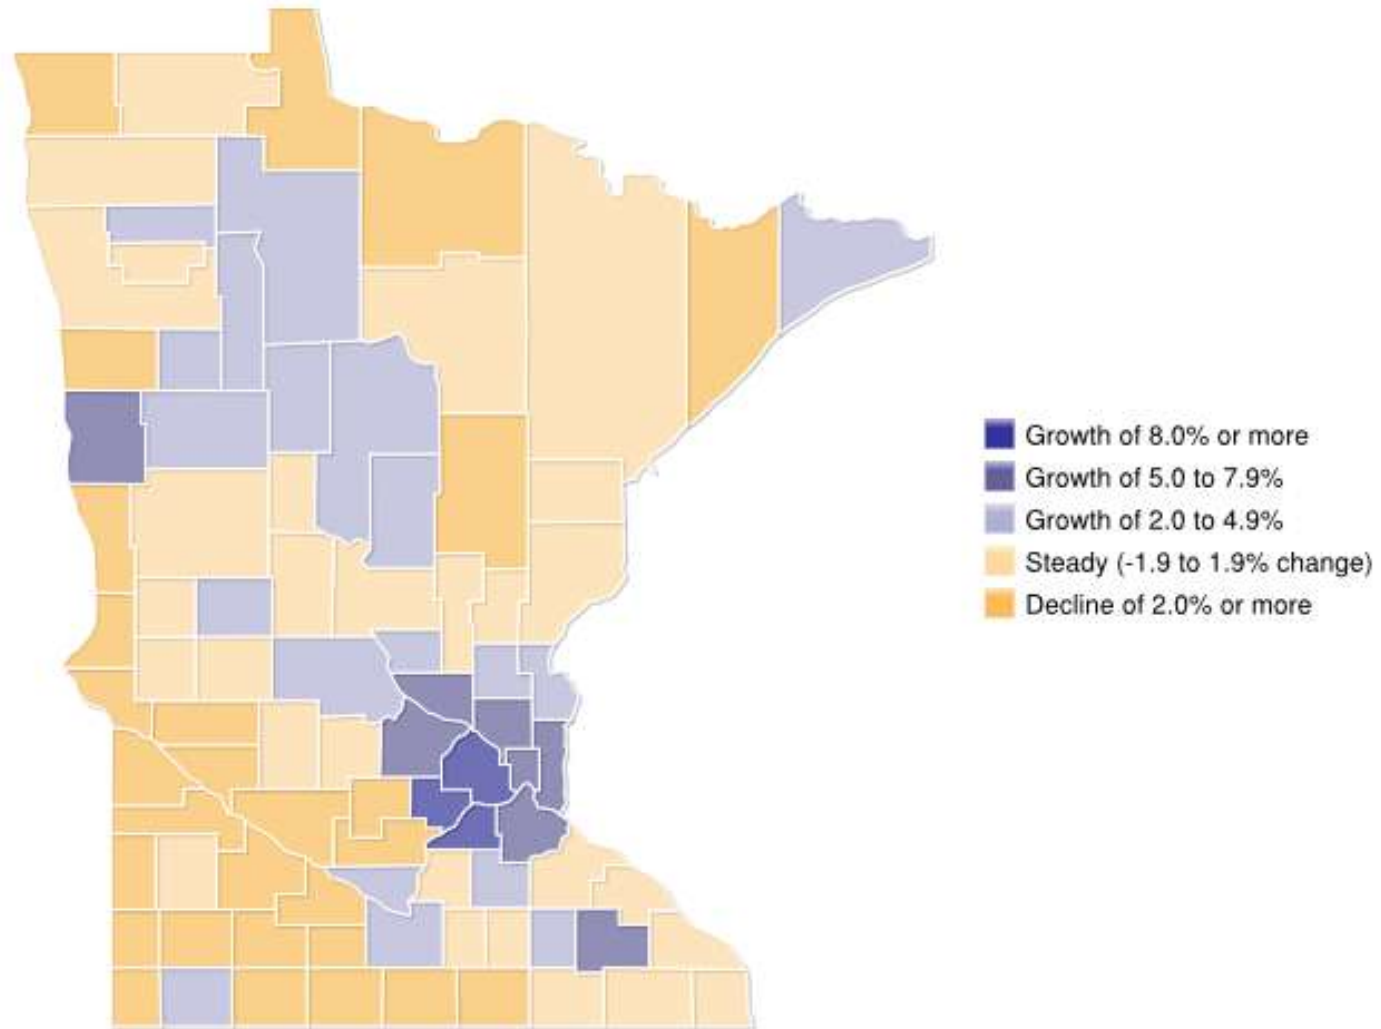 Growth of 8.0% or more
Growth of 5.0 to 7.9%
Growth of 2.0 to 4.9%
Steady (-1.9 to 1.9% change)
Decline of 2.0% or more